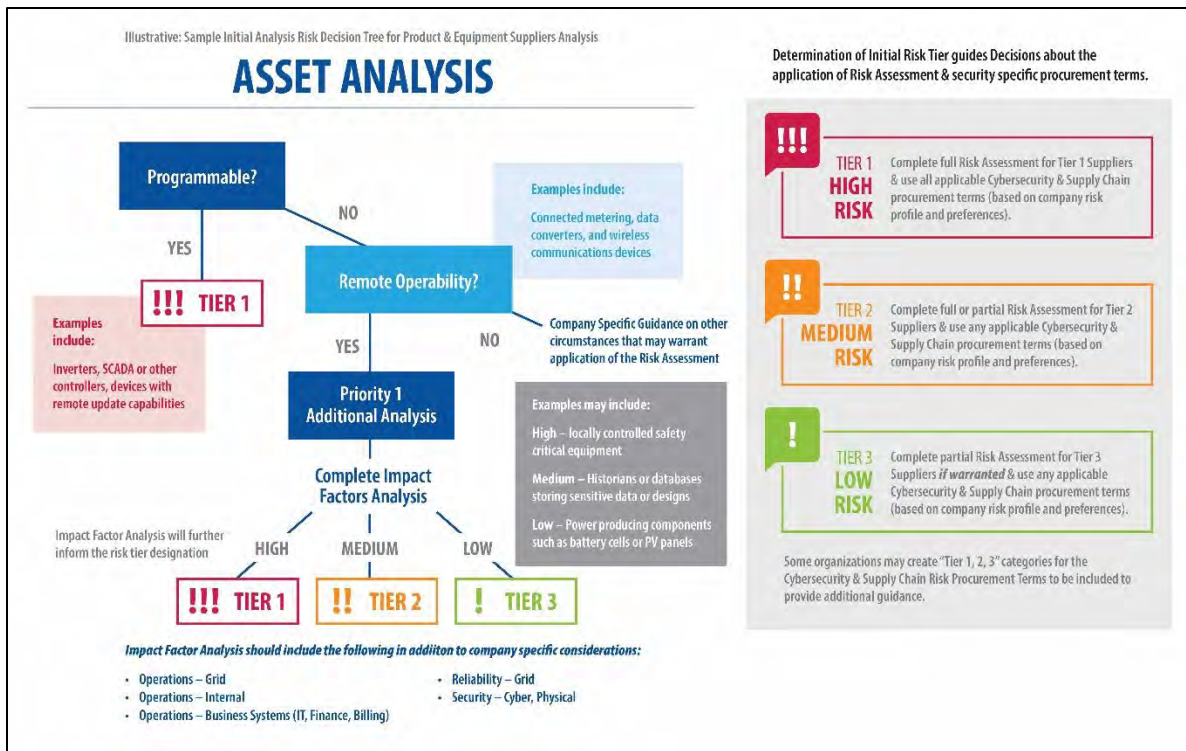 Illustrative: Sample Initial Analysis Risk Decision Tree for Product & Equipment Suppliers Analysis
ASSET ANALYSIS
Programmable?
NO
YES
!!! TIER 1
Examples
include:
Inverters, SCADA or other
controllers, devices with
remote update capabilities
Examples include:
Connected metering, data
converters, and wireless
communications devices
Remote Operability?
YES
NO
Company Specific Guidance on other
circumstances that may warrant
application of the Risk Assessment
Priority 1
Additional Analysis
Examples may include:
High – locally controlled safety
critical equipment
Medium – Historians or databases
storing sensitive data or designs
Low – Power producing components
such as battery cells or PV panels
Complete Impact
Factors Analysis
Impact Factor Analysis will further
inform the risk tier designation
HIGH
MEDIUM
LOW
!!! TIER 1
!! TIER 2
! TIER 3
Impact Factor Analysis should include the following in addiiton to company specific considerations:
• Operations – Grid
• Operations – Internal
• Operations – Business Systems (IT, Finance, Billing)
• Reliability – Grid
• Security – Cyber, Physical
Determination of Initial Risk Tier guides Decisions about the
application of Risk Assessment & security specific procurement terms.
!!!
TIER 1
HIGH
RISK
Complete full Risk Assessment for Tier 1 Suppliers
& use all applicable Cybersecurity & Supply Chain
procurement terms (based on company risk
profile and preferences).
!!
TIER 2
MEDIUM
RISK
Complete full or partial Risk Assessment for Tier 2
Suppliers & use any applicable Cybersecurity &
Supply Chain procurement terms (based on
company risk profile and preferences).
!
TIER 3
LOW
RISK
Complete partial Risk Assessment for Tier 3
Suppliers if warranted & use any applicable
Cybersecurity & Supply Chain procurement terms
(based on company risk profile and preferences).
Some organizations may create "Tier 1, 2, 3" categories for the
Cybersecurity & Supply Chain Risk Procurement Terms to be included to
provide additional guidance.